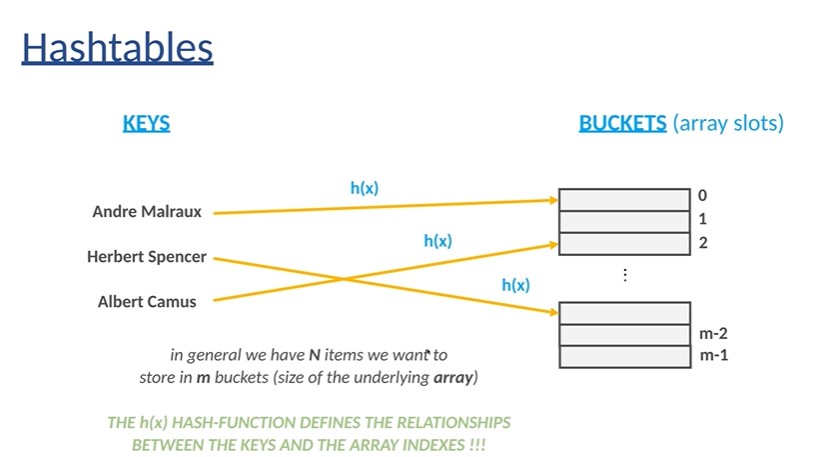 Hashtables
KEYS
BUCKETS (array slots)
h(x)
Andre Malraux
0
1
h(x)
2
Herbert Spencer
⋮
h(x)
Albert Camus
m-2
in general we have N items we want to
m-1
store in m buckets (size of the underlying array)
THE h(x) HASH-FUNCTION DEFINES THE RELATIONSHIPS
BETWEEN THE KEYS AND THE ARRAY INDEXES !!!